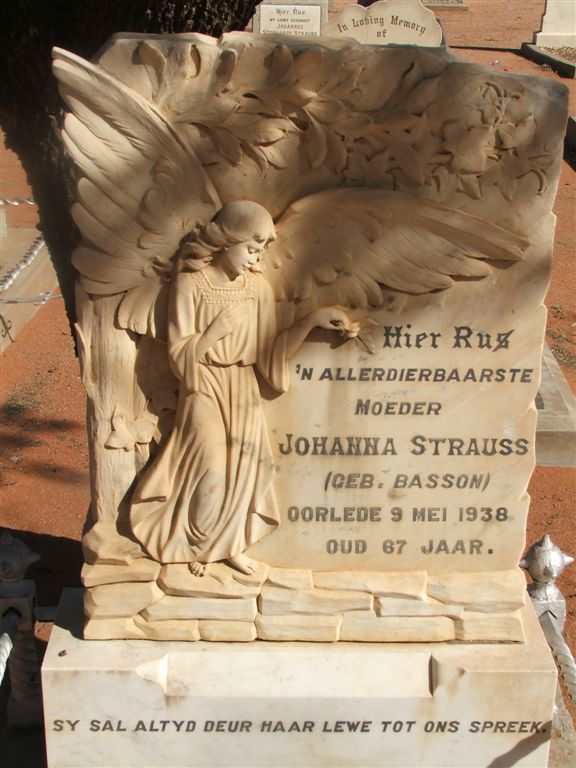 Hier Rus
In Loving Memory
of
Hier Rus
'N ALLERDIERBAARSTE
MOEDER
JOHANNA STRAUSS
(GEB. BASSON)
OORLEDE 9 MEI 1938
OUD 67 JAAR.
SY SAL ALTYD DEUR HAAR LEWE TOT ONS SPREEK.